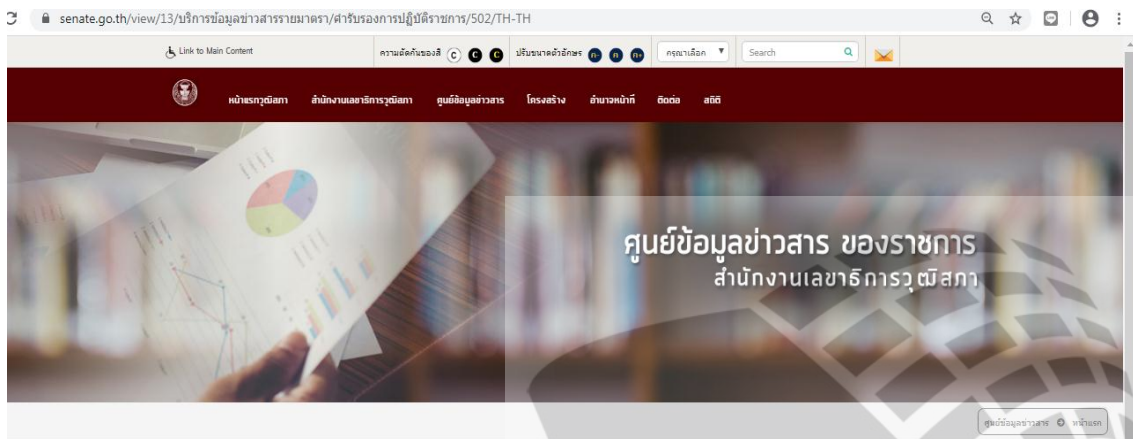 senate.go.th/view/13/บริการข้อมูลข่าวสารรายมาตรา/คำรับรองการปฏิบัติราชการ/502/TH-TH
Link to Main Content ความตัดกันของสี C C C ปรับขนาดตัวอักษร ก- ก ก+ กรุณาเลือก Search
หน้าแรกวุฒิสภา สำนักงานเลขาธิการวุฒิสภา ศูนย์ข้อมูลข่าวสาร โครงสร้าง อำนาจหน้าที่ ติดต่อ สถิติ
ศูนย์ข้อมูลข่าวสาร ของราชการ
สำนักงานเลขาธิการวุฒิสภา
ศูนย์ข้อมูลข่าวสาร หน้าแรก